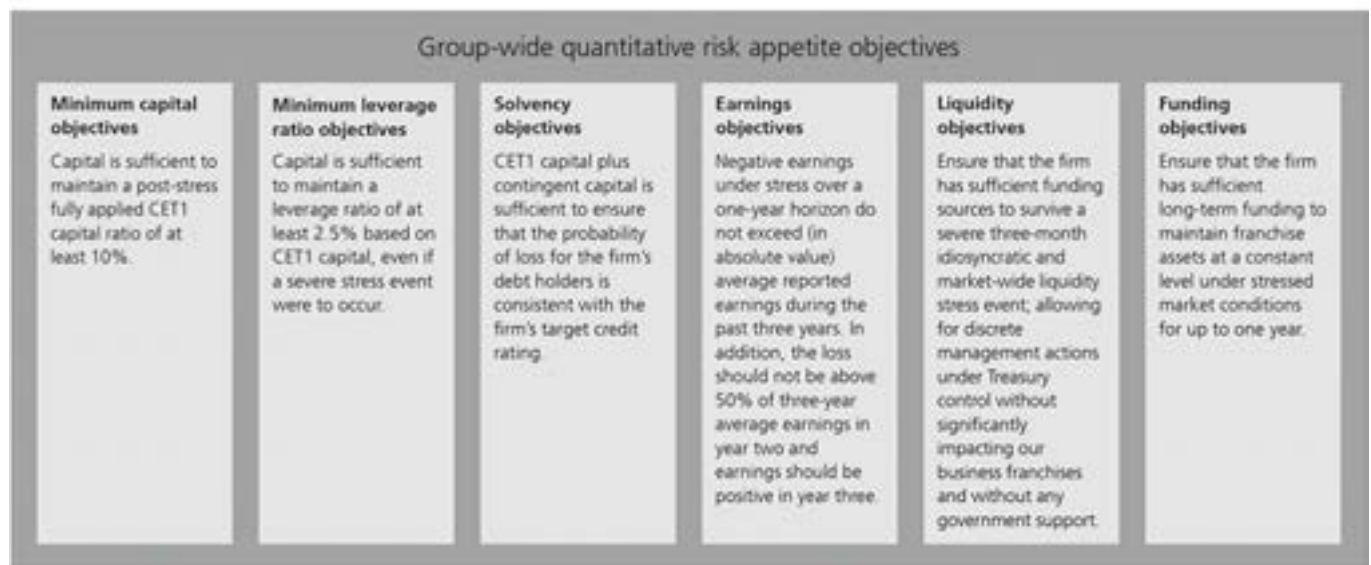 Group-wide quantitative risk appetite objectives
Minimum capital
objectives
Capital is sufficient to
maintain a post-stress
fully applied CET1
capital ratio of at
least 10%.
Minimum leverage
ratio objectives
Capital is sufficient
to maintain a
leverage ratio of at
least 2.5% based on
CET1 capital, even if
a severe stress event
were to occur.
Solvency
objectives
CET1 capital plus
contingent capital is
sufficient to ensure
that the probability
of loss for the firm's
debt holders is
consistent with the
firm's target credit
rating.
Earnings
objectives
Negative earnings
under stress over a
one-year horizon do
not exceed (in
absolute value)
average reported
earnings during the
past three years. In
addition, the loss
should not be above
50% of three-year
average earnings in
year two and
earnings should be
positive in year three.
Liquidity
objectives
Ensure that the firm
has sufficient funding
sources to survive a
severe three-month
idiosyncratic and
market-wide liquidity
stress event, allowing
for discrete
management actions
under Treasury
control without
significantly
impacting our
business franchises
and without any
government support.
Funding
objectives
Ensure that the firm
has sufficient
long-term funding to
maintain franchise
assets at a constant
level under stressed
market conditions
for up to one year.